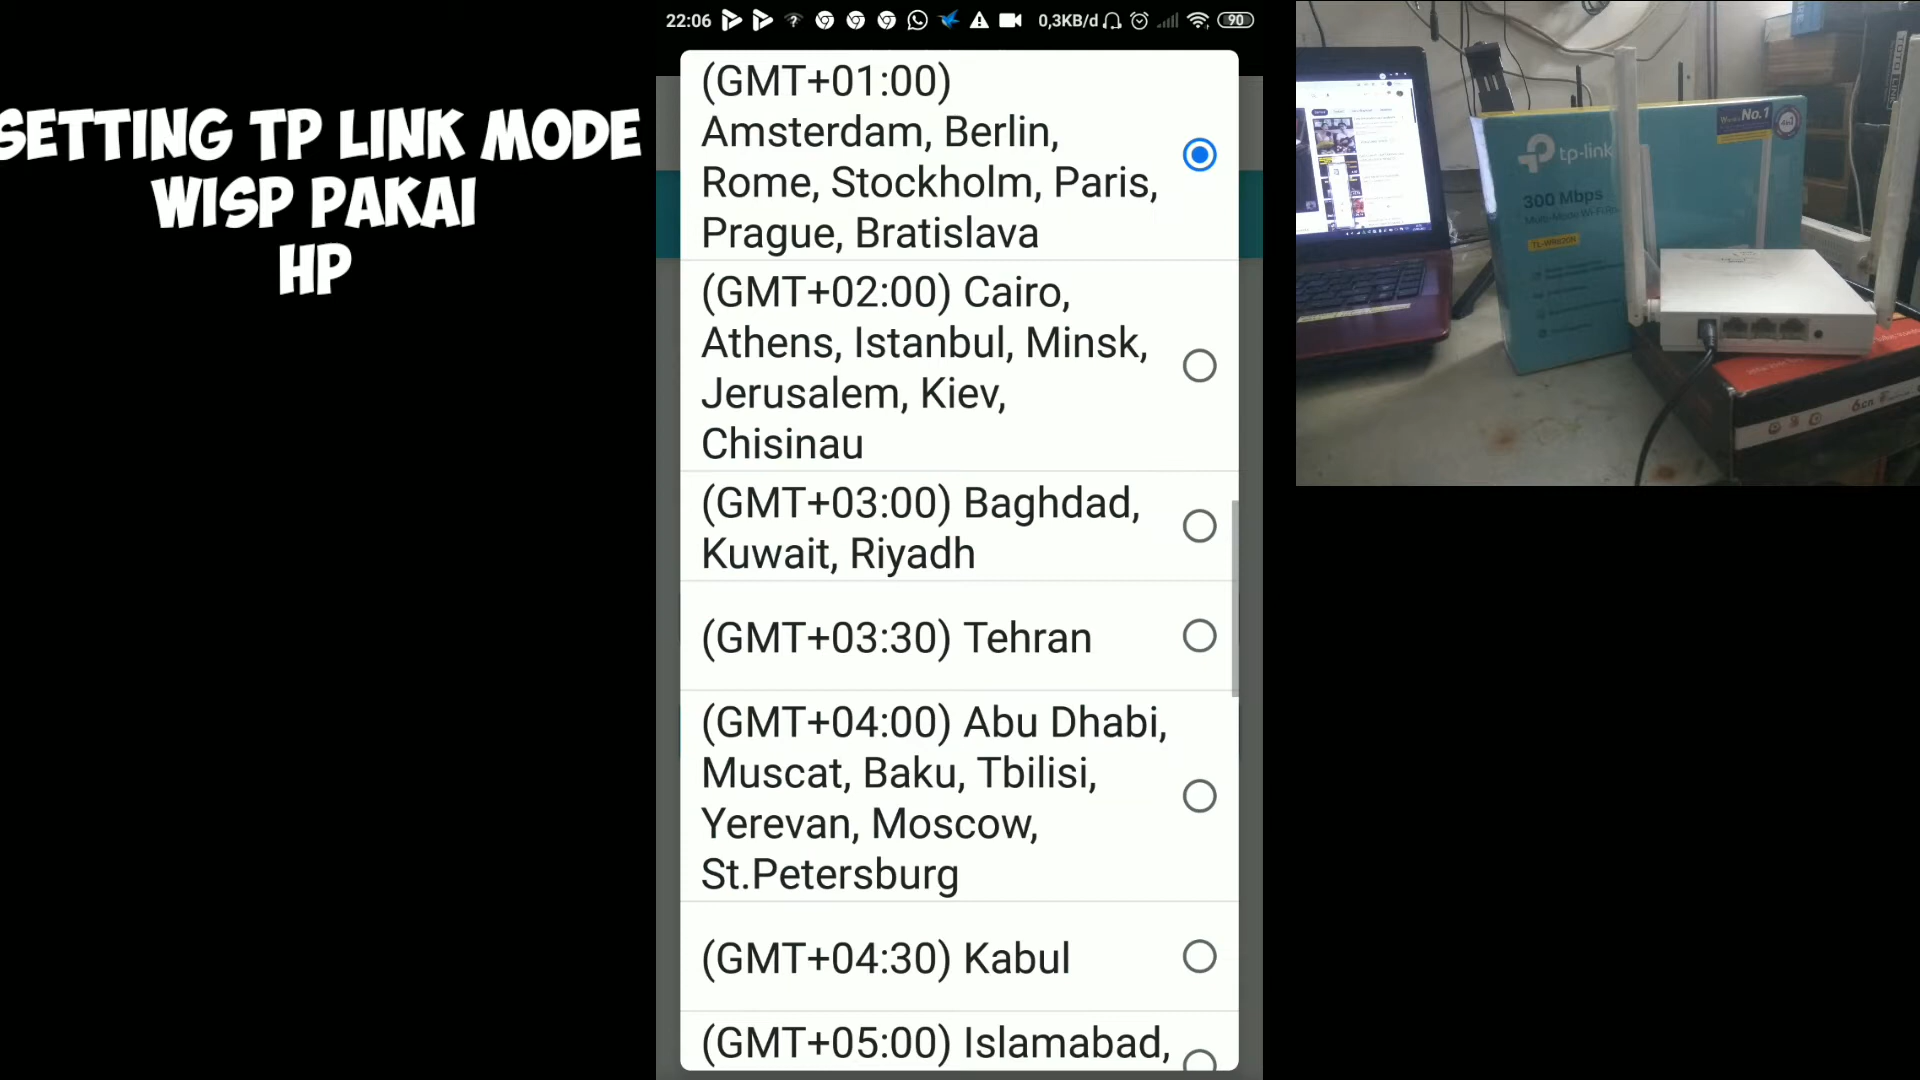 SETTING TP LINK MODE
WISP PAKAI
HP
22:06
0,3KB/d
90
(GMT+01:00)
Amsterdam, Berlin,
Rome, Stockholm, Paris,
Prague, Bratislava
(GMT+02:00) Cairo,
Athens, Istanbul, Minsk,
Jerusalem, Kiev,
Chisinau
(GMT+03:00) Baghdad,
Kuwait, Riyadh
(GMT+03:30) Tehran
(GMT+04:00) Abu Dhabi,
Muscat, Baku, Tbilisi,
Yerevan, Moscow,
St.Petersburg
(GMT+04:30) Kabul
(GMT+05:00) Islamabad,
No.1
tp-link
300 Mbps